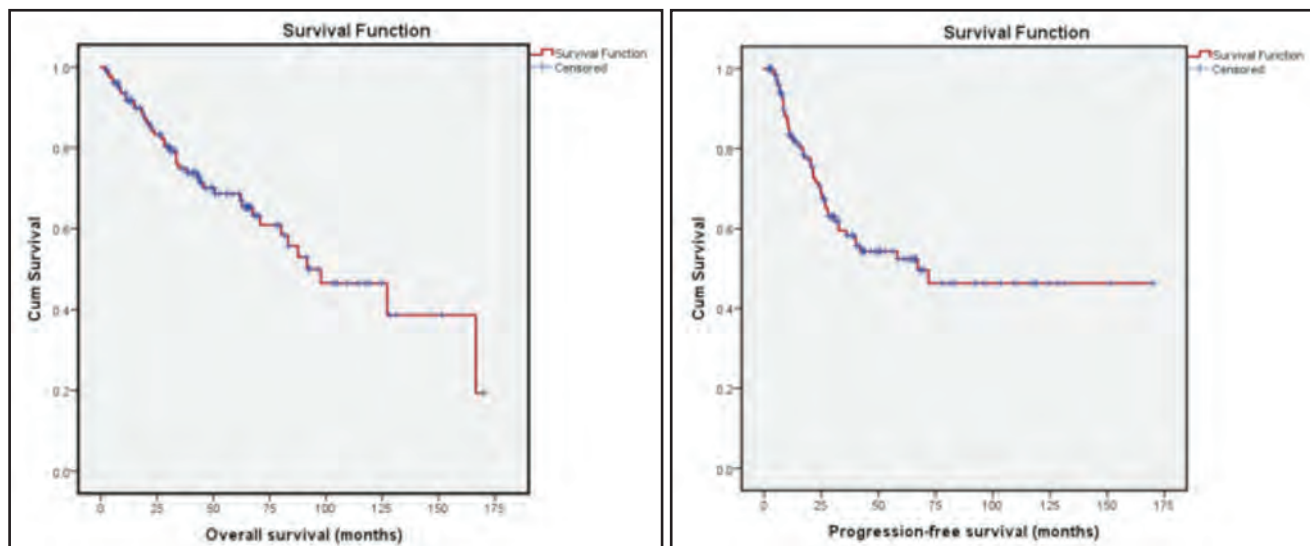 Survival Function
Survival Function
Censored
Cum Survival
1.0
0.8
0.6
0.4
0.2
0.0
0 25 50 75 100 125 150 175
Overall survival (months)
Survival Function
Survival Function
Censored
Cum Survival
1.0
0.8
0.6
0.4
0.2
0.0
0 25 50 75 100 125 150 175
Progression-free survival (months)